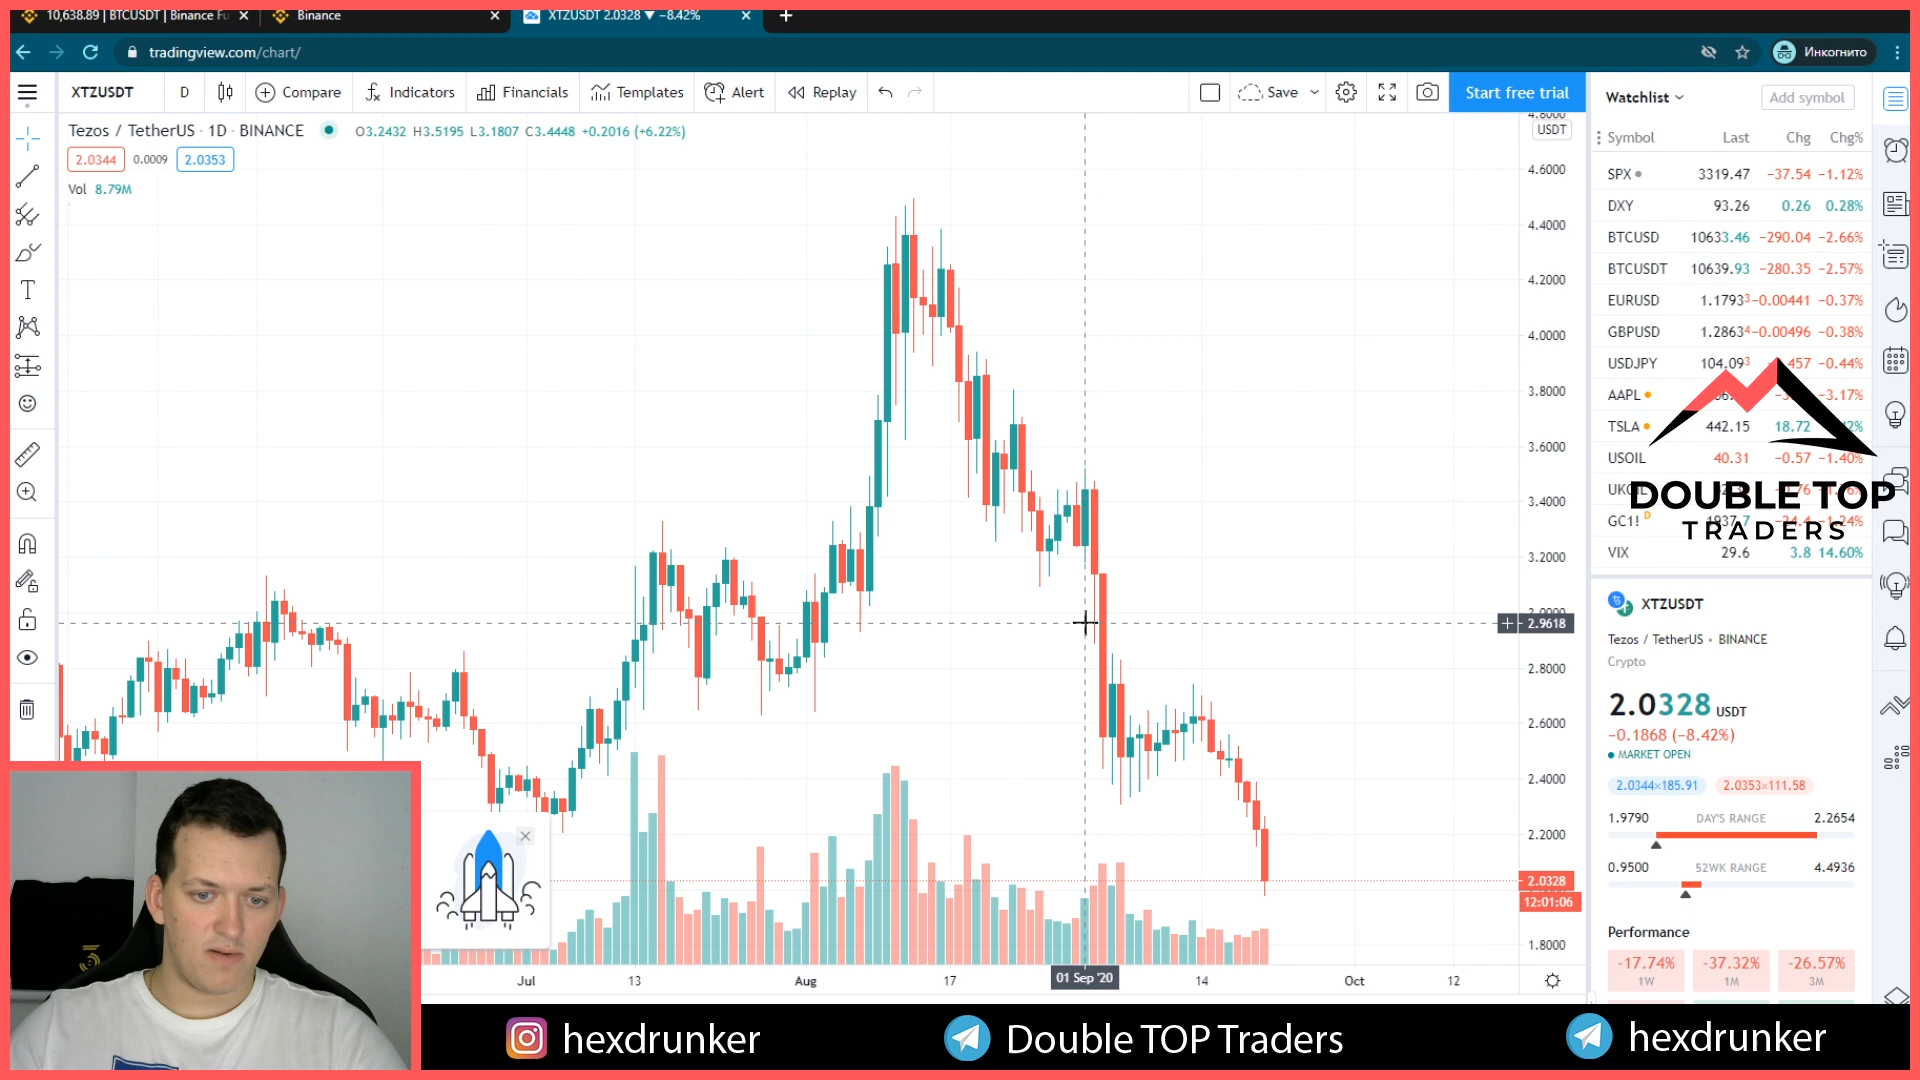 10,638.89 | BTCUSDT | Binance Fu
Binance
XTZUSDT 2.0328 ▼ −8.42%
tradingview.com/chart/
Инкогнито
XTZUSDT D Compare Indicators Financials Templates Alert Replay Save Start free trial
Tezos / TetherUS · 1D · BINANCE O3.2432 H3.5195 L3.1807 C3.4448 +0.2016 (+6.22%)
2.0344 0.0009 2.0353
Vol 8.79M
USDT
4.6000
4.4000
4.2000
4.0000
3.8000
3.6000
3.4000
3.2000
2.9618
2.8000
2.6000
2.4000
2.2000
2.0328
12:01:06
1.8000
Jul 13 Aug 17 01 Sep '20 14 Oct 12
Watchlist Add symbol
Symbol Last Chg Chg%
SPX 3319.47 −37.54 −1.12%
DXY 93.26 0.26 0.28%
BTCUSD 10633.46 −290.04 −2.66%
BTCUSDT 10639.93 −280.35 −2.57%
EURUSD 1.17933 −0.00441 −0.37%
GBPUSD 1.28634 −0.00496 −0.38%
USDJPY 104.093 457 −0.44%
AAPL −3.17%
TSLA 442.15 18.72
USOIL 40.31 −0.57 −1.40%
DOUBLE TOP
GC1! D
TRADERS
VIX 29.6 3.8 14.60%
XTZUSDT
Tezos / TetherUS • BINANCE
Crypto
2.0328 USDT
−0.1868 (−8.42%)
MARKET OPEN
2.0344×185.91 2.0353×111.58
1.9790 DAY'S RANGE 2.2654
0.9500 52WK RANGE 4.4936
Performance
-17.74% -37.32% -26.57%
1W 1M 3M
hexdrunker Double TOP Traders hexdrunker